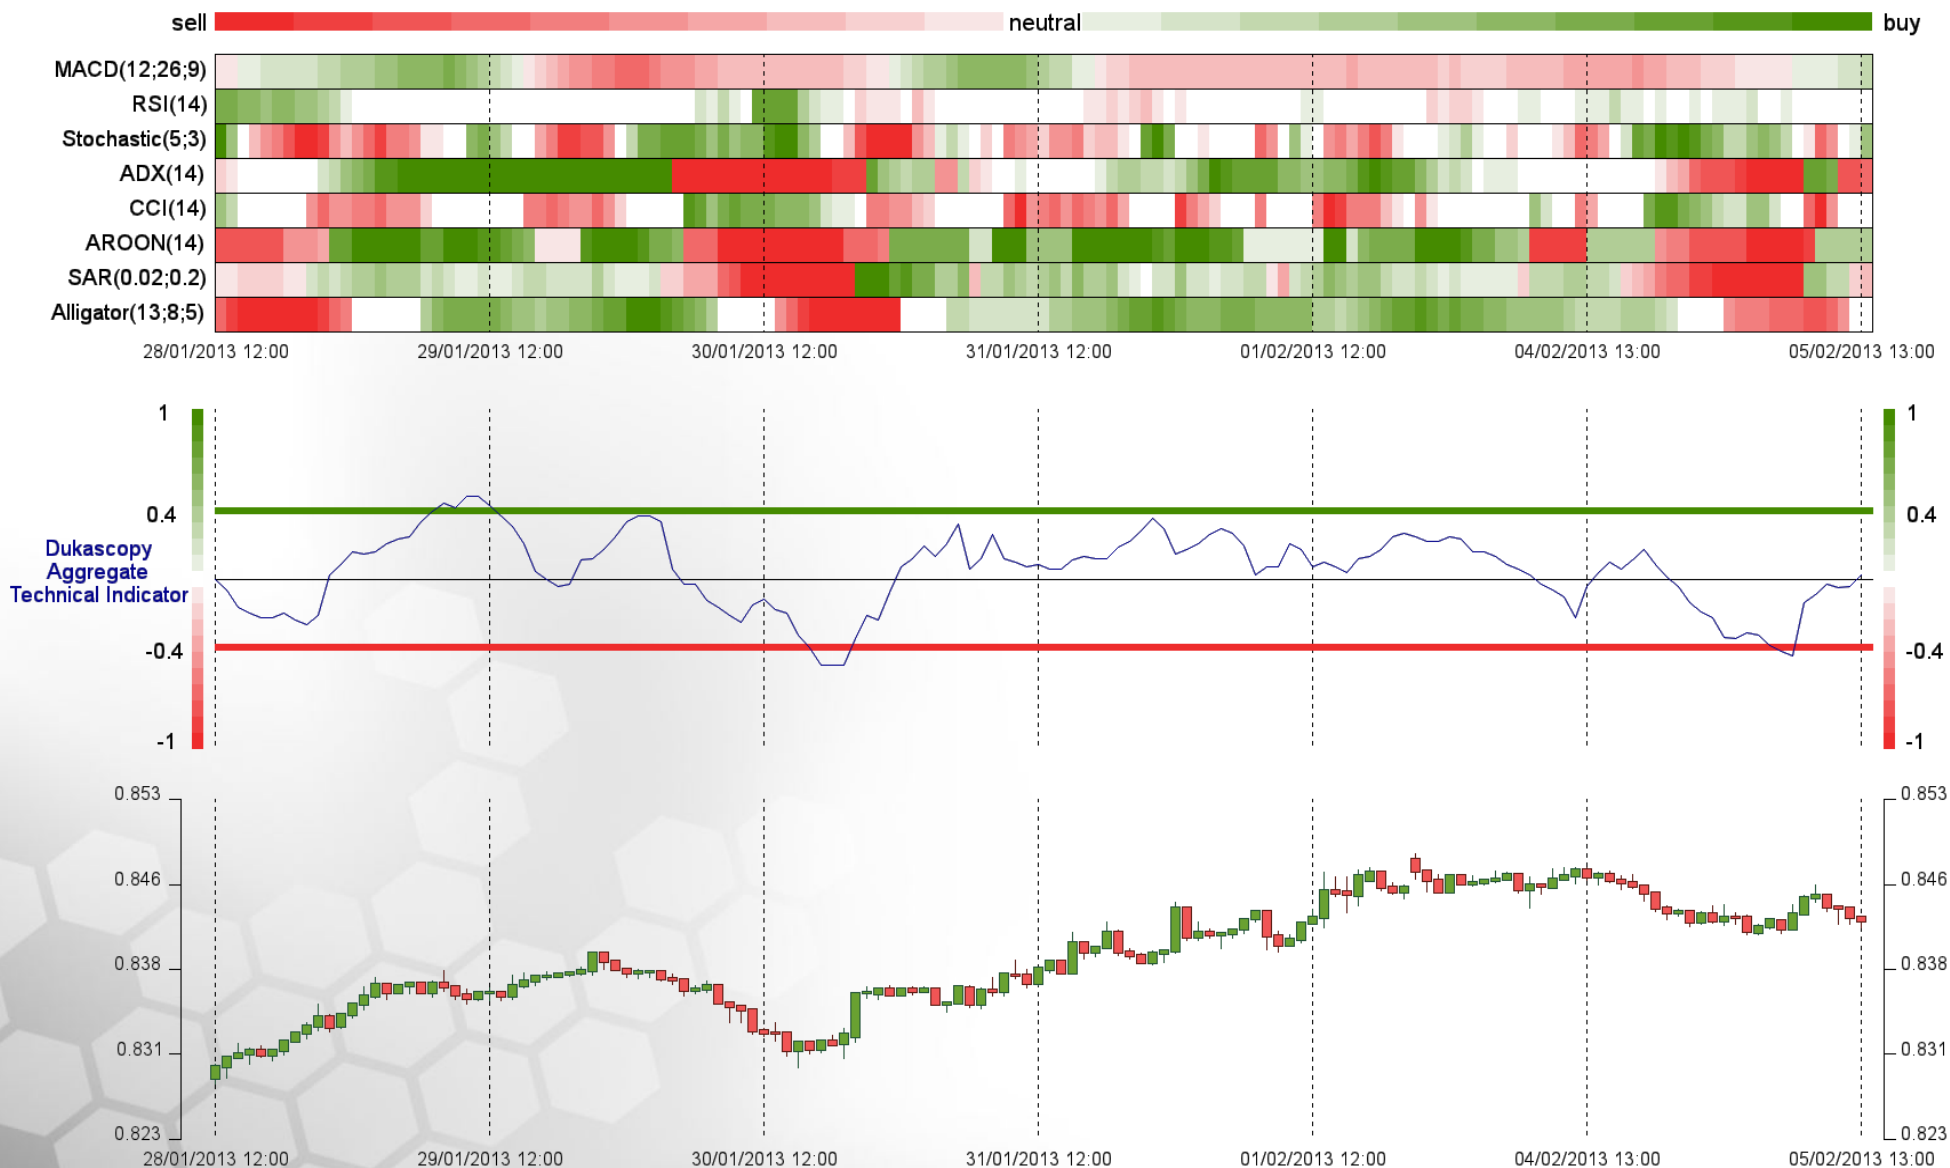 sell neutral buy
MACD(12;26;9)
RSI(14)
Stochastic(5;3)
ADX(14)
CCI(14)
AROON(14)
SAR(0.02;0.2)
Alligator(13;8;5)
28/01/2013 12:00 29/01/2013 12:00 30/01/2013 12:00 31/01/2013 12:00 01/02/2013 12:00 04/02/2013 13:00 05/02/2013 13:00
1 1
0.4 0.4
Dukascopy
Aggregate
Technical Indicator
-0.4 -0.4
-1 -1
0.853 0.853
0.846 0.846
0.838 0.838
0.831 0.831
0.823 0.823
28/01/2013 12:00 29/01/2013 12:00 30/01/2013 12:00 31/01/2013 12:00 01/02/2013 12:00 04/02/2013 13:00 05/02/2013 13:00